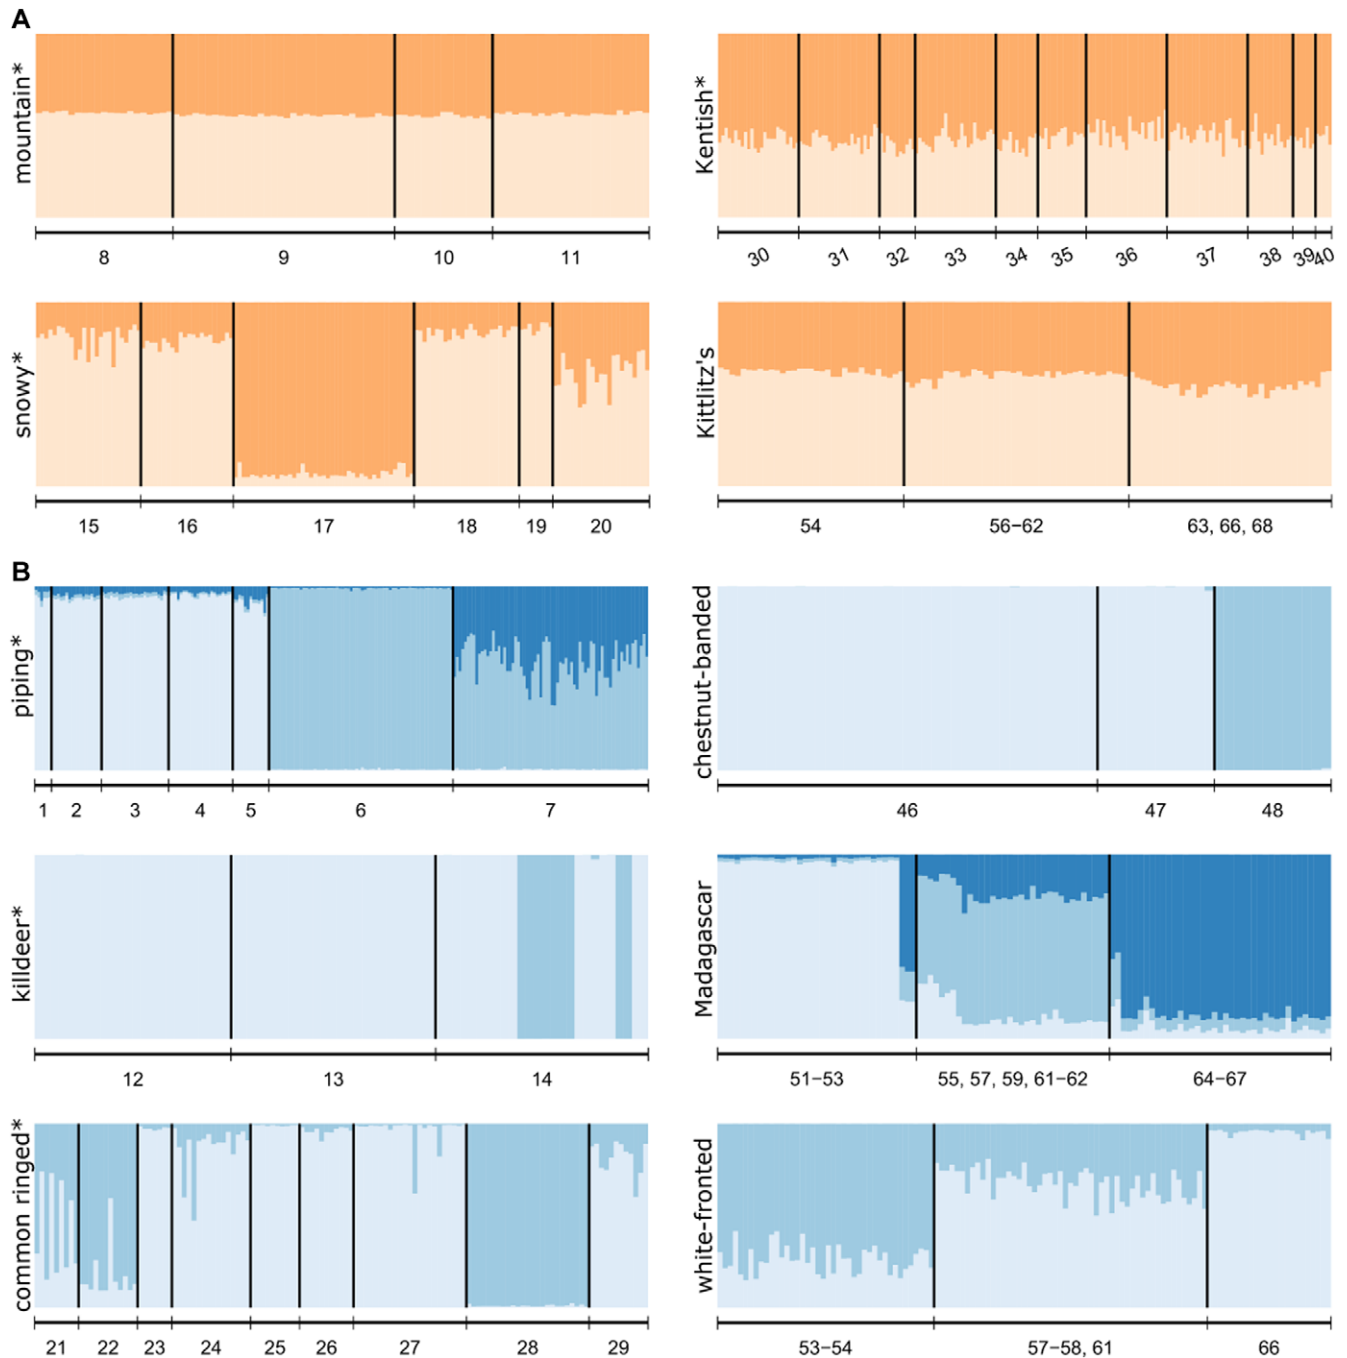 A
mountain*
8 9 10 11
Kentish*
30 31 32 33 34 35 36 37 38 39 40
snowy*
15 16 17 18 19 20
Kittlitz's
54 56−62 63, 66, 68
B
piping*
1 2 3 4 5 6 7
chestnut-banded
46 47 48
killdeer*
12 13 14
Madagascar
51−53 55, 57, 59, 61−62 64−67
common ringed*
21 22 23 24 25 26 27 28 29
white-fronted
53−54 57−58, 61 66